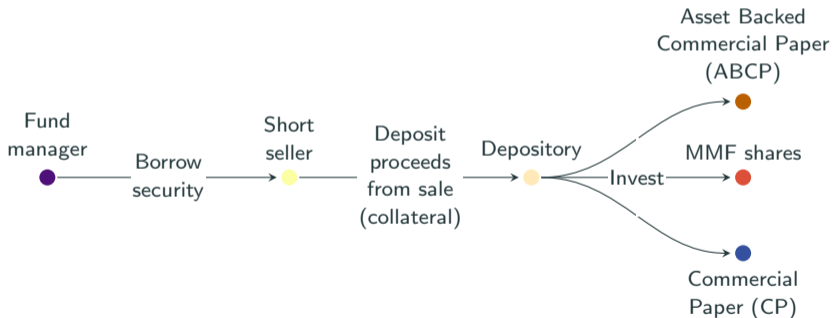 Fund
manager
Borrow
security
Short
seller
Deposit
proceeds
from sale
(collateral)
Depository
Invest
Asset Backed
Commercial Paper
(ABCP)
MMF shares
Commercial
Paper (CP)